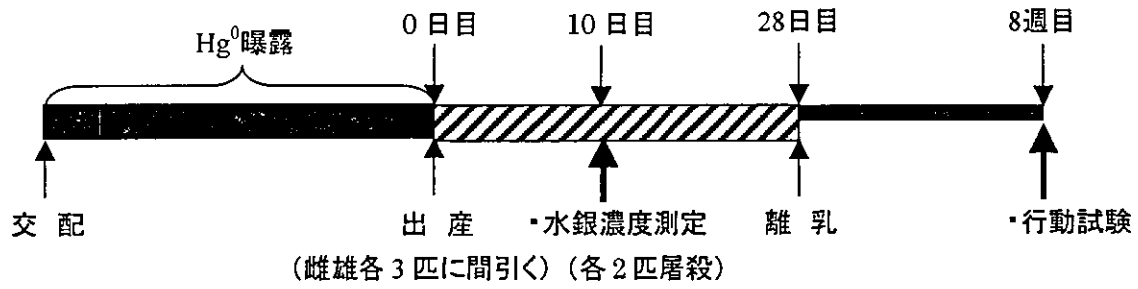 Hg⁰曝露
0 日目 10 日目 28日目 8週目
交 配 出 産 ・水銀濃度測定 離 乳 ・行動試験
(雌雄各 3 匹に間引く) (各 2 匹屠殺)